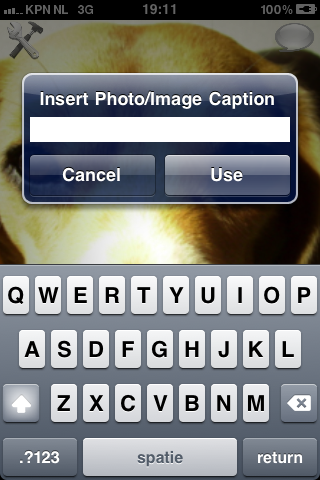 KPN NL 3G 19:11 100%
Insert Photo/Image Caption
Cancel Use
Q W E R T Y U I O P
A S D F G H J K L
Z X C V B N M
.?123 spatie return